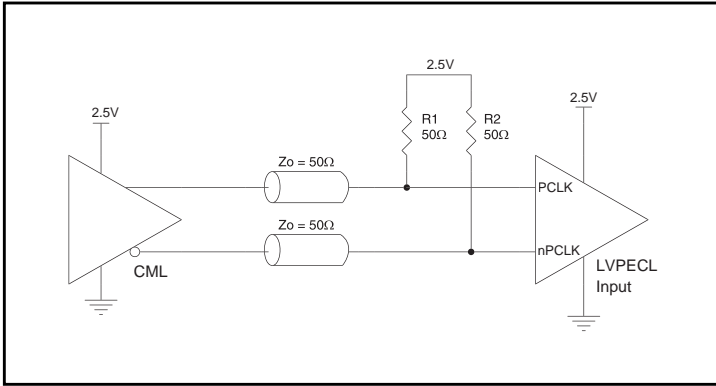 2.5V
2.5V
2.5V
R1
50Ω
R2
50Ω
Zo = 50Ω
PCLK
Zo = 50Ω
nPCLK
CML
LVPECL
Input